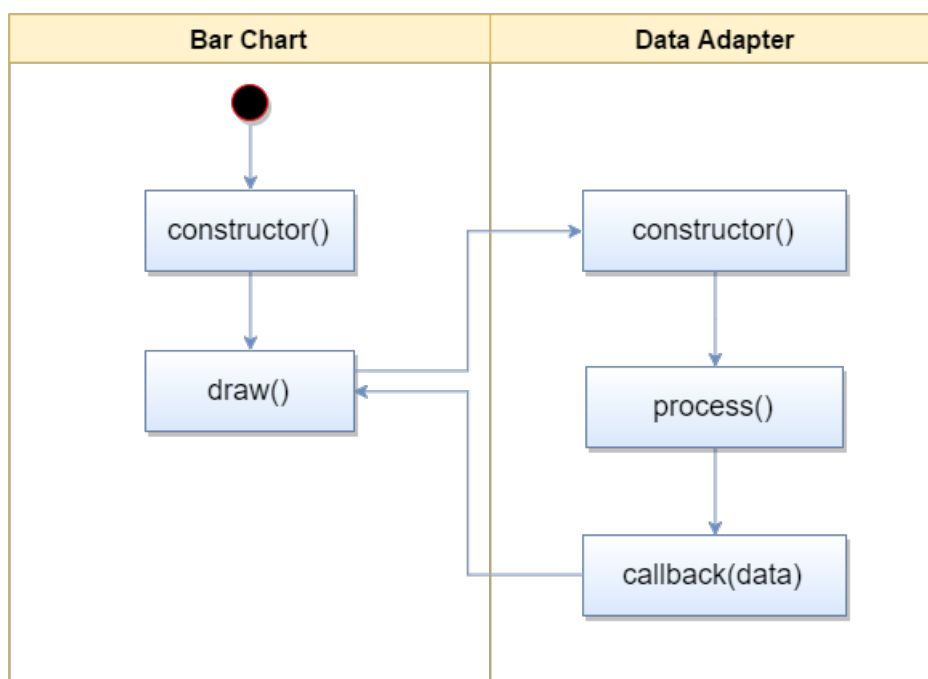 Bar Chart
Data Adapter
constructor()
draw()
constructor()
process()
callback(data)